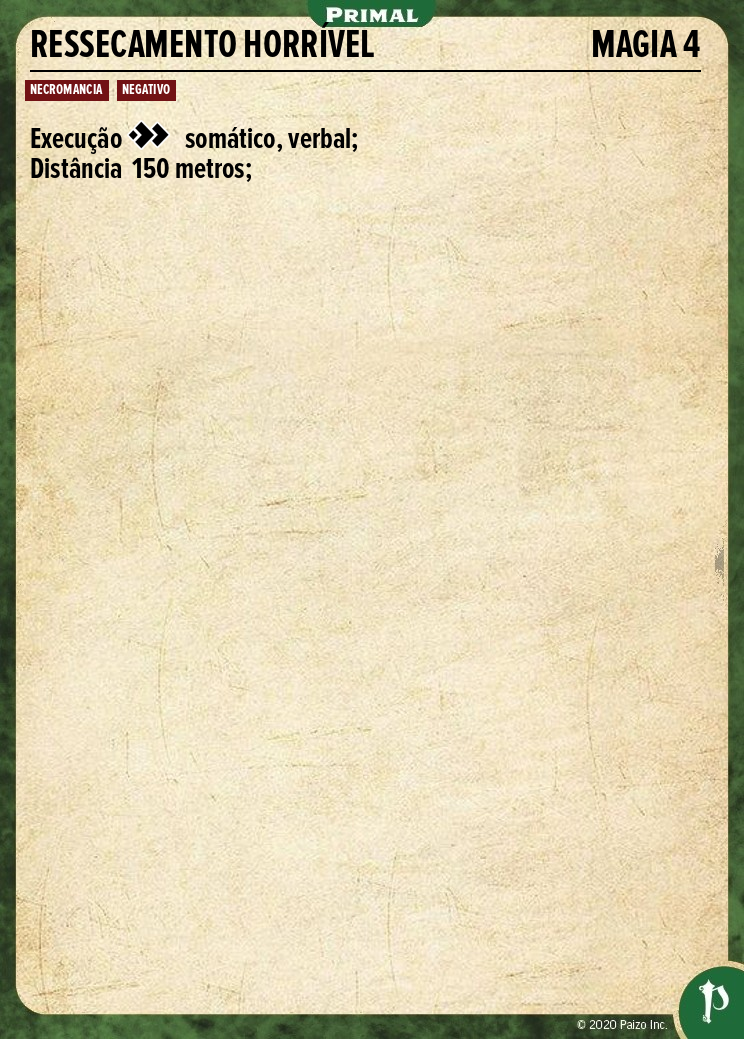 PRIMAL
RESSECAMENTO HORRÍVEL MAGIA 4
NECROMANCIA NEGATIVO
Execução somático, verbal;
Distância 150 metros;
© 2020 Paizo Inc.